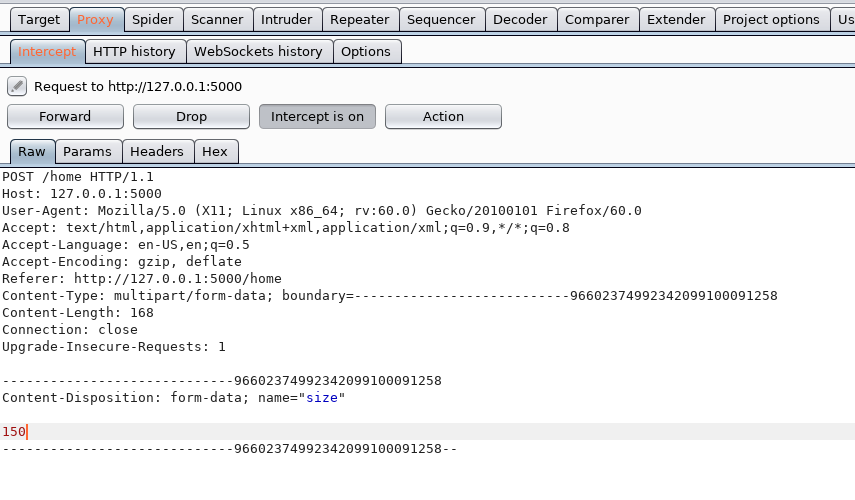 Target Proxy Spider Scanner Intruder Repeater Sequencer Decoder Comparer Extender Project options Us
Intercept HTTP history WebSockets history Options
Request to http://127.0.0.1:5000
Forward Drop Intercept is on Action
Raw Params Headers Hex
POST /home HTTP/1.1
Host: 127.0.0.1:5000
User-Agent: Mozilla/5.0 (X11; Linux x86_64; rv:60.0) Gecko/20100101 Firefox/60.0
Accept: text/html,application/xhtml+xml,application/xml;q=0.9,*/*;q=0.8
Accept-Language: en-US,en;q=0.5
Accept-Encoding: gzip, deflate
Referer: http://127.0.0.1:5000/home
Content-Type: multipart/form-data; boundary=---------------------------96602374992342099100091258
Content-Length: 168
Connection: close
Upgrade-Insecure-Requests: 1
-----------------------------96602374992342099100091258
Content-Disposition: form-data; name="size"
150
-----------------------------96602374992342099100091258--